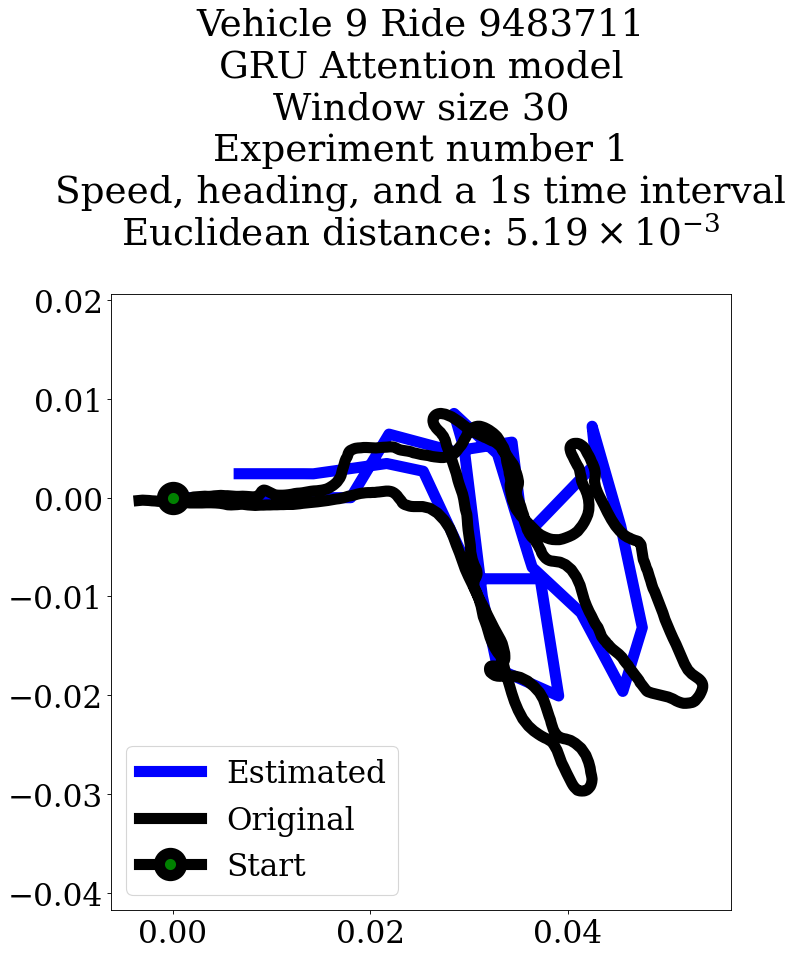 Vehicle 9 Ride 9483711
GRU Attention model
Window size 30
Experiment number 1
Speed, heading, and a 1s time interval
Euclidean distance: 5.19 × 10⁻³
0.02
0.01
0.00
−0.01
−0.02
−0.03
−0.04
Estimated
Original
Start
0.00 0.02 0.04